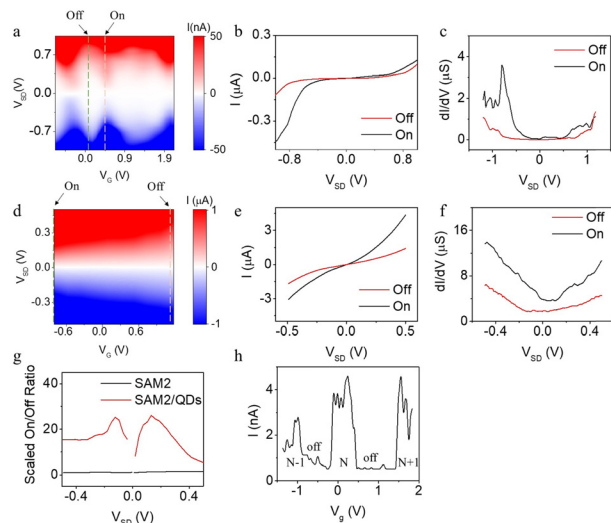 Off On
a I(nA) 50
0.7
0.0
-0.7
V_SD(V)
-50
0.0 1.0 1.9
V_G (V)
b
0.3
0.0
-0.3
I (μA)
Off
On
-0.8 0.0 0.8
V_SD (V)
c
4
2
0
dI/dV (μS)
Off
On
-1 0 1
V_SD (V)
On Off
d I (μA) 1
0.3
0.0
-0.3
V_SD (V)
-1
-0.6 0.0 0.6
V_G (V)
e
3
0
-3
I (μA)
Off
On
-0.5 0.0 0.5
V_SD (V)
f
16
12
8
4
0
dI/dV (μS)
Off
On
-0.4 0.0 0.4
V_SD (V)
g
60
40
20
0
Scaled On/Off Ratio
SAM2
SAM2/QDs
-0.4 0.0 0.4
V_SD (V)
h
4
2
0
I (nA)
N-1 off N off N+1
-1 0 1 2
V_g (V)